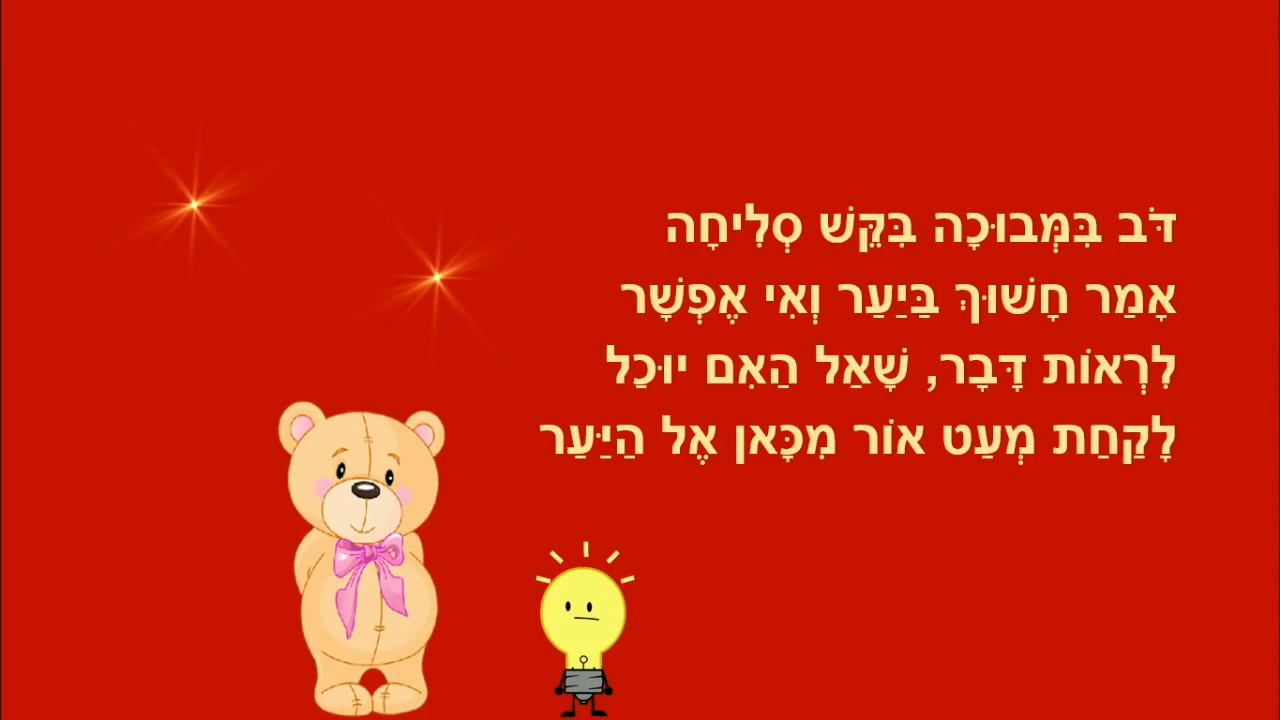 דֹּב בִּמְּבוּכָה בִּקֵּשׁ סְלִיחָה
אָמַר חָשׁוּךְ בַּיַעַר וְאִי אֶפְשָׁר
לִרְאוֹת דָּבָר, שָׁאַל הַאִם יוּכַל
לָקַחַת מְעַט אוֹר מִכָּאן אֶל הַיַּעַר